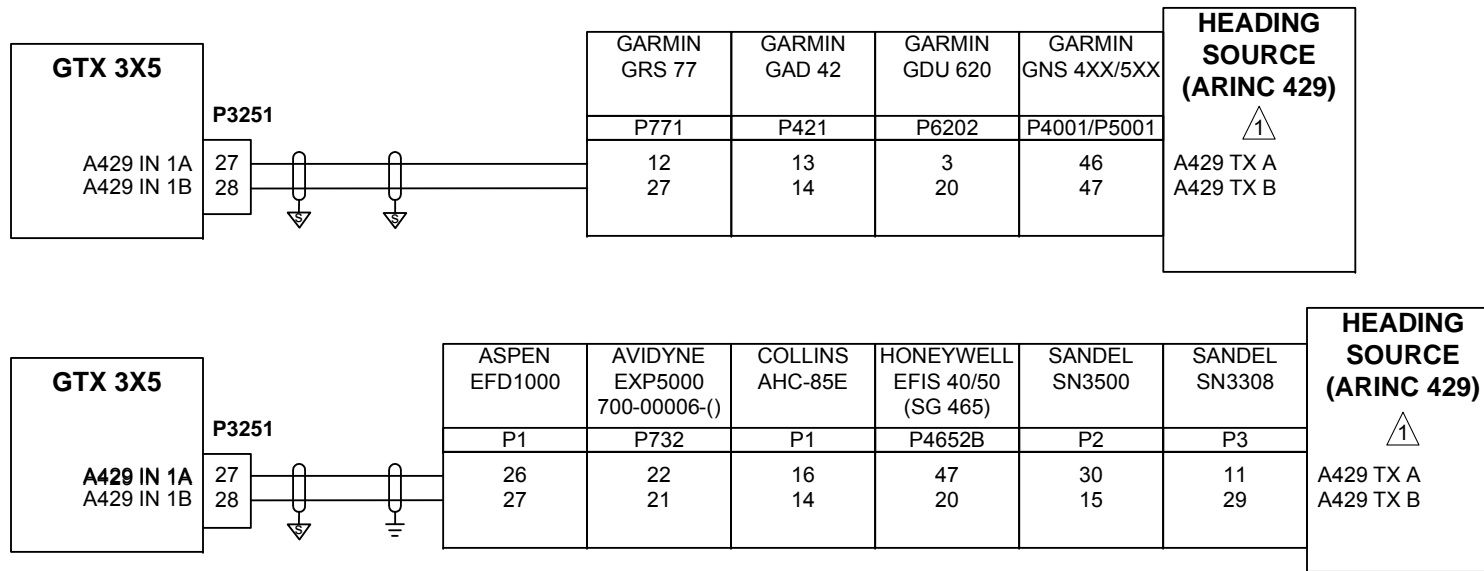 GTX 3X5
P3251
A429 IN 1A 27
A429 IN 1B 28
S S
GARMIN GRS 77
GARMIN GAD 42
GARMIN GDU 620
GARMIN GNS 4XX/5XX
P771 P421 P6202 P4001/P5001
12 13 3 46
27 14 20 47
HEADING
SOURCE
(ARINC 429)
1
A429 TX A
A429 TX B
GTX 3X5
P3251
A429 IN 1A 27
A429 IN 1B 28
S
ASPEN EFD1000
AVIDYNE EXP5000 700-00006-()
COLLINS AHC-85E
HONEYWELL EFIS 40/50 (SG 465)
SANDEL SN3500
SANDEL SN3308
P1 P732 P1 P4652B P2 P3
26 22 16 47 30 11
27 21 14 20 15 29
HEADING
SOURCE
(ARINC 429)
1
A429 TX A
A429 TX B